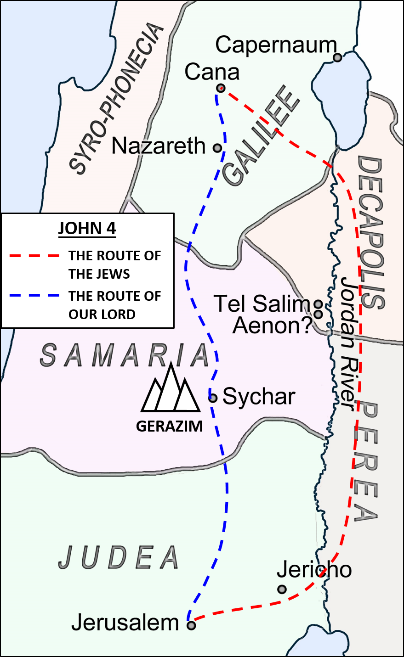 Capernaum
Cana
SYRO-PHONECIA
GALILEE
Nazareth
DECAPOLIS
JOHN 4
THE ROUTE OF
THE JEWS
THE ROUTE OF
OUR LORD
Jordan River
Tel Salim
Aenon?
SAMARIA
Sychar
GERAZIM
PEREA
JUDEA
Jericho
Jerusalem